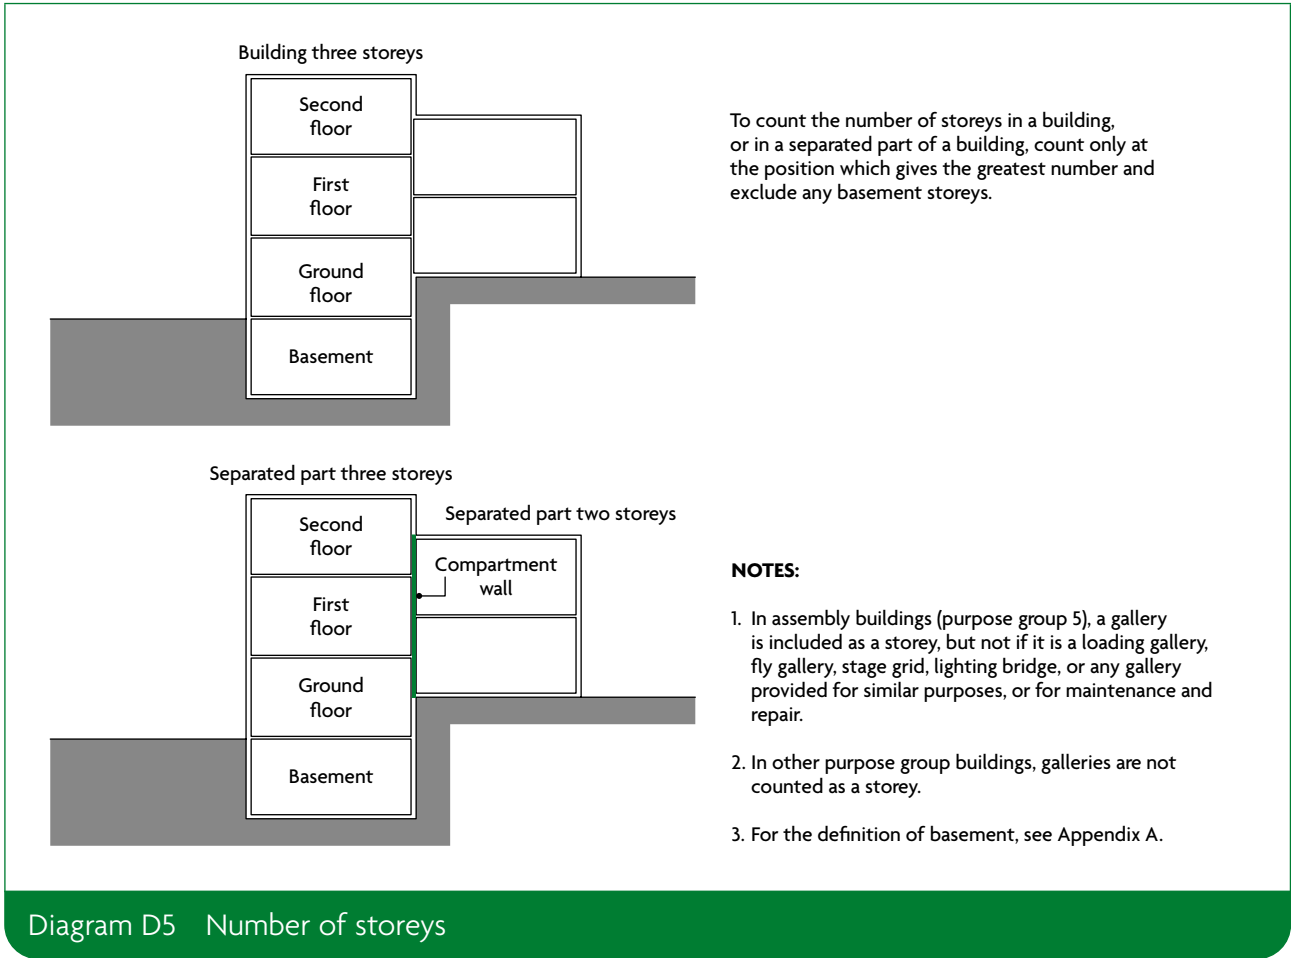 Building three storeys
Second
floor
First
floor
Ground
floor
Basement
To count the number of storeys in a building,
or in a separated part of a building, count only at
the position which gives the greatest number and
exclude any basement storeys.
Separated part three storeys
Separated part two storeys
Second
floor
Compartment
wall
First
floor
Ground
floor
Basement
NOTES:
1. In assembly buildings (purpose group 5), a gallery
is included as a storey, but not if it is a loading gallery,
fly gallery, stage grid, lighting bridge, or any gallery
provided for similar purposes, or for maintenance and
repair.
2. In other purpose group buildings, galleries are not
counted as a storey.
3. For the definition of basement, see Appendix A.
Diagram D5 Number of storeys